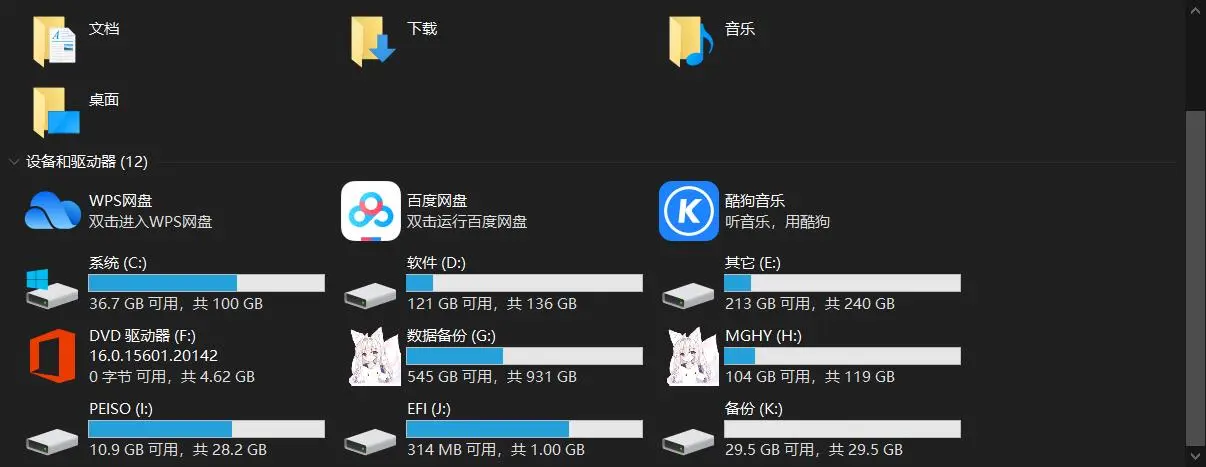 文档
下载
音乐
桌面
设备和驱动器 (12)
WPS网盘
双击进入WPS网盘
百度网盘
双击运行百度网盘
K
酷狗音乐
听音乐，用酷狗
系统 (C:)
36.7 GB 可用，共 100 GB
软件 (D:)
121 GB 可用，共 136 GB
其它 (E:)
213 GB 可用，共 240 GB
DVD 驱动器 (F:)
16.0.15601.20142
0 字节 可用，共 4.62 GB
数据备份 (G:)
545 GB 可用，共 931 GB
MGHY (H:)
104 GB 可用，共 119 GB
PEISO (I:)
10.9 GB 可用，共 28.2 GB
EFI (J:)
314 MB 可用，共 1.00 GB
备份 (K:)
29.5 GB 可用，共 29.5 GB